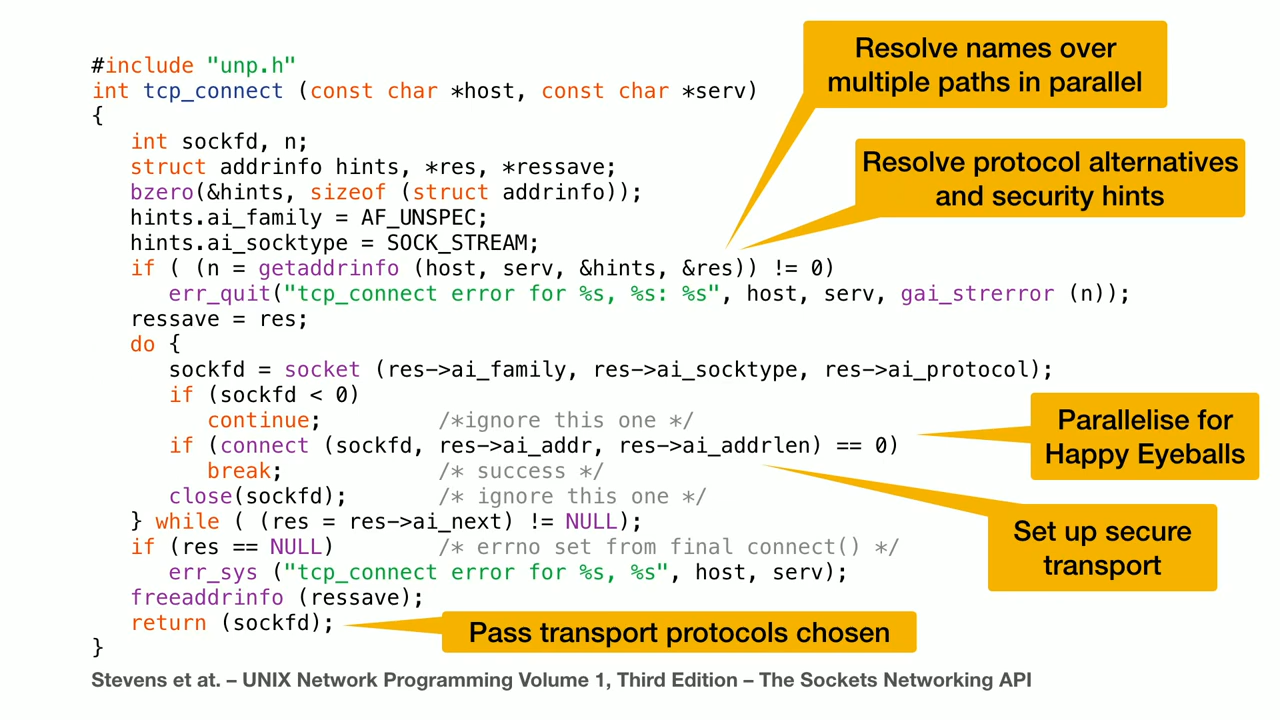 #include "unp.h"
int tcp_connect (const char *host, const char *serv)
{
int sockfd, n;
struct addrinfo hints, *res, *ressave;
bzero(&hints, sizeof (struct addrinfo));
hints.ai_family = AF_UNSPEC;
hints.ai_socktype = SOCK_STREAM;
if ( (n = getaddrinfo (host, serv, &hints, &res)) != 0)
err_quit("tcp_connect error for %s, %s: %s", host, serv, gai_strerror (n));
ressave = res;
do {
sockfd = socket (res->ai_family, res->ai_socktype, res->ai_protocol);
if (sockfd < 0)
continue; /*ignore this one */
if (connect (sockfd, res->ai_addr, res->ai_addrlen) == 0)
break; /* success */
close(sockfd); /* ignore this one */
} while ( (res = res->ai_next) != NULL);
if (res == NULL) /* errno set from final connect() */
err_sys ("tcp_connect error for %s, %s", host, serv);
freeaddrinfo (ressave);
return (sockfd);
}
Resolve names over
multiple paths in parallel
Resolve protocol alternatives
and security hints
Parallelise for
Happy Eyeballs
Set up secure
transport
Pass transport protocols chosen
Stevens et at. – UNIX Network Programming Volume 1, Third Edition – The Sockets Networking API